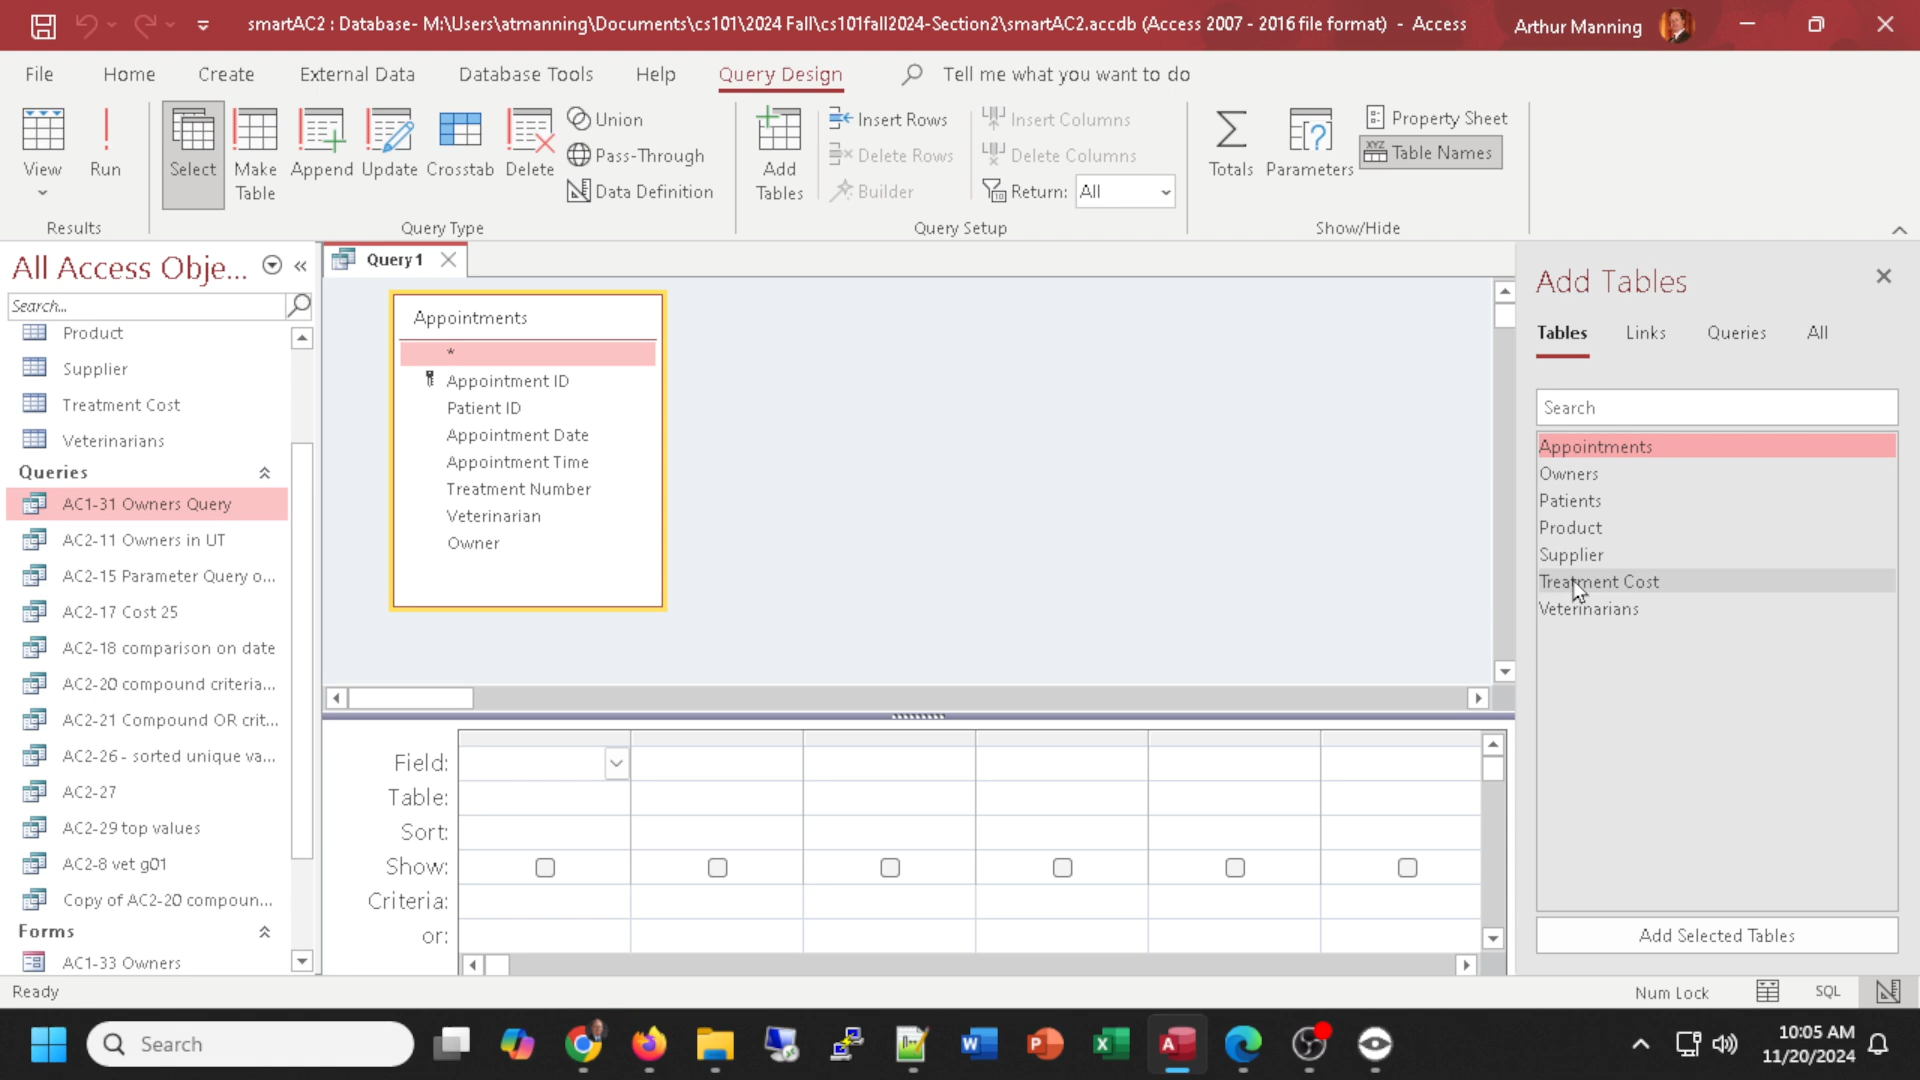 smartAC2 : Database- M:\Users\atmanning\Documents\cs101\2024 Fall\cs101fall2024-Section2\smartAC2.accdb (Access 2007 - 2016 file format) - Access
Arthur Manning
File Home Create External Data Database Tools Help Query Design Tell me what you want to do
View
Run
Results
Select
Make Table
Append
Update
Crosstab
Delete
Union
Pass-Through
Data Definition
Query Type
Add Tables
Insert Rows
Delete Rows
Builder
Insert Columns
Delete Columns
Return: All
Query Setup
Totals
Parameters
Property Sheet
XYZ Table Names
Show/Hide
All Access Obje...
Search...
Product
Supplier
Treatment Cost
Veterinarians
Queries
AC1-31 Owners Query
AC2-11 Owners in UT
AC2-15 Parameter Query o...
AC2-17 Cost 25
AC2-18 comparison on date
AC2-20 compound criteria...
AC2-21 Compound OR crit...
AC2-26 - sorted unique va...
AC2-27
AC2-29 top values
AC2-8 vet g01
Copy of AC2-20 compoun...
Forms
AC1-33 Owners
Query1
Appointments
*
Appointment ID
Patient ID
Appointment Date
Appointment Time
Treatment Number
Veterinarian
Owner
Field:
Table:
Sort:
Show:
Criteria:
or:
Add Tables
Tables Links Queries All
Search
Appointments
Owners
Patients
Product
Supplier
Treatment Cost
Veterinarians
Add Selected Tables
Ready
Num Lock
SQL
Search
10:05 AM
11/20/2024